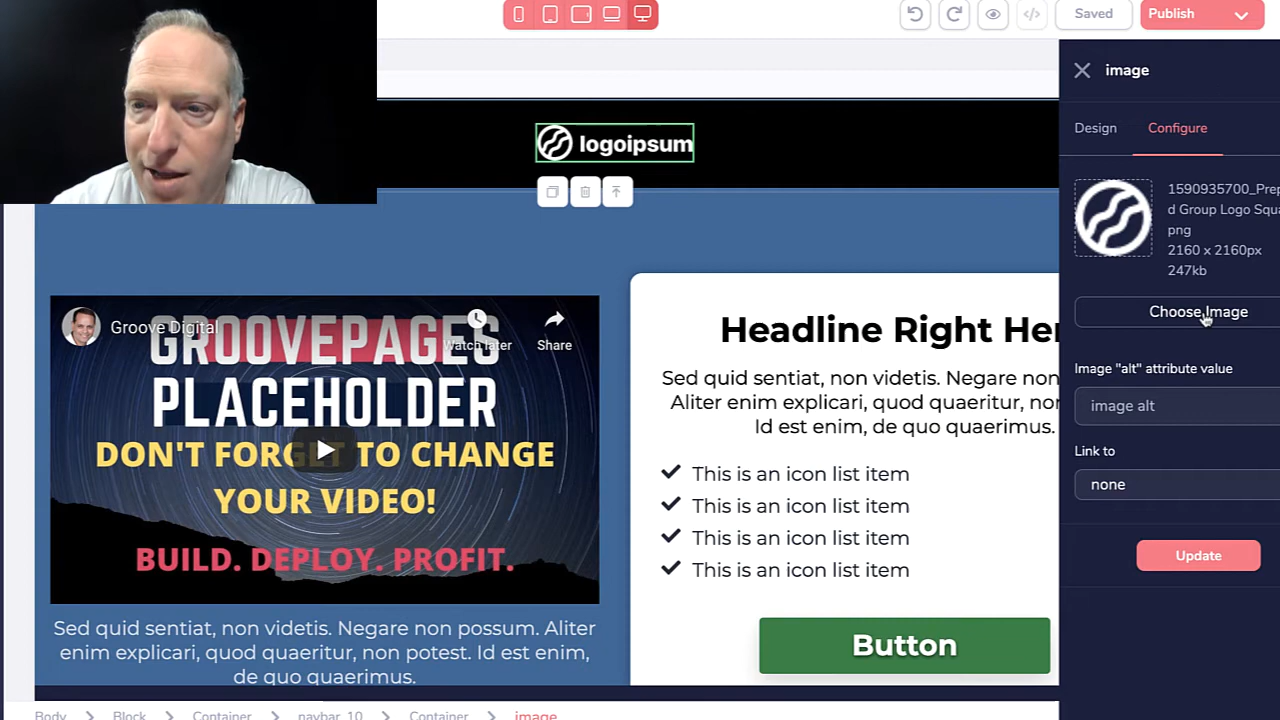 Saved
Publish
image
logoipsum
Design
Configure
1590935700_Prep
d Group Logo Squa
png
2160 x 2160px
247kb
Choose Image
Image "alt" attribute value
image alt
Link to
none
Update
Groove Digital
Watch later
Share
GROOVEPAGES
PLACEHOLDER
DON'T FORGET TO CHANGE
YOUR VIDEO!
BUILD. DEPLOY. PROFIT.
Sed quid sentiat, non videtis. Negare non possum. Aliter
enim explicari, quod quaeritur, non potest. Id est enim,
de quo quaerimus.
Headline Right Her
Sed quid sentiat, non videtis. Negare non
Aliter enim explicari, quod quaeritur, nor
Id est enim, de quo quaerimus.
This is an icon list item
This is an icon list item
This is an icon list item
This is an icon list item
Button
Body
Block
Container
navbar_10
Container
image